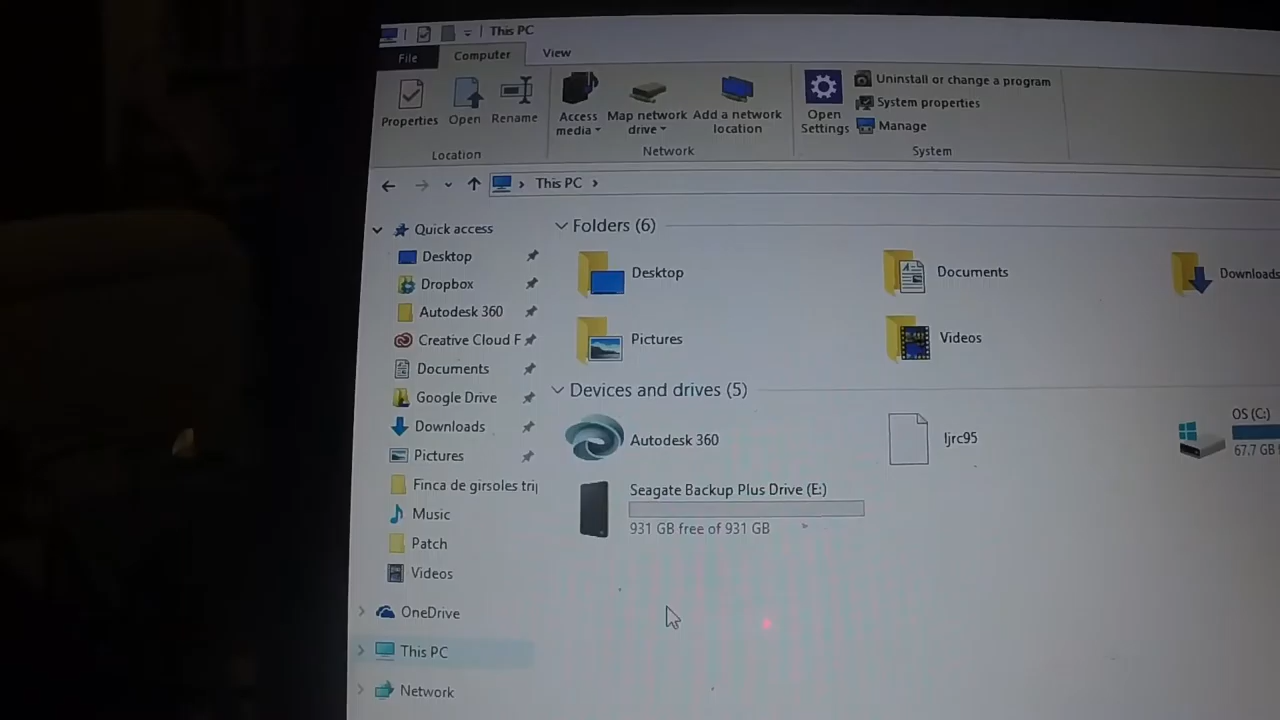 This PC
File Computer View
Properties Open Rename Access media Map network drive Add a network location Open Settings Uninstall or change a program
System properties
Manage
Location Network System
This PC
Quick access
Desktop
Dropbox
Autodesk 360
Creative Cloud F
Documents
Google Drive
Downloads
Pictures
Finca de girsoles trip
Music
Patch
Videos
OneDrive
This PC
Network
Folders (6)
Desktop Documents Downloads
Pictures Videos
Devices and drives (5)
Autodesk 360 ljrc95 OS (C:)
67.7 GB f
Seagate Backup Plus Drive (E:)
931 GB free of 931 GB